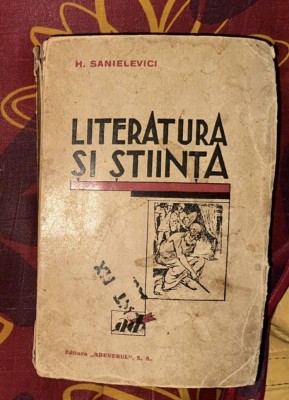 H. SANIELEVICI
LITERATURA
ȘI ȘTIINȚA
Editura „ADEVERUL”, S. A.